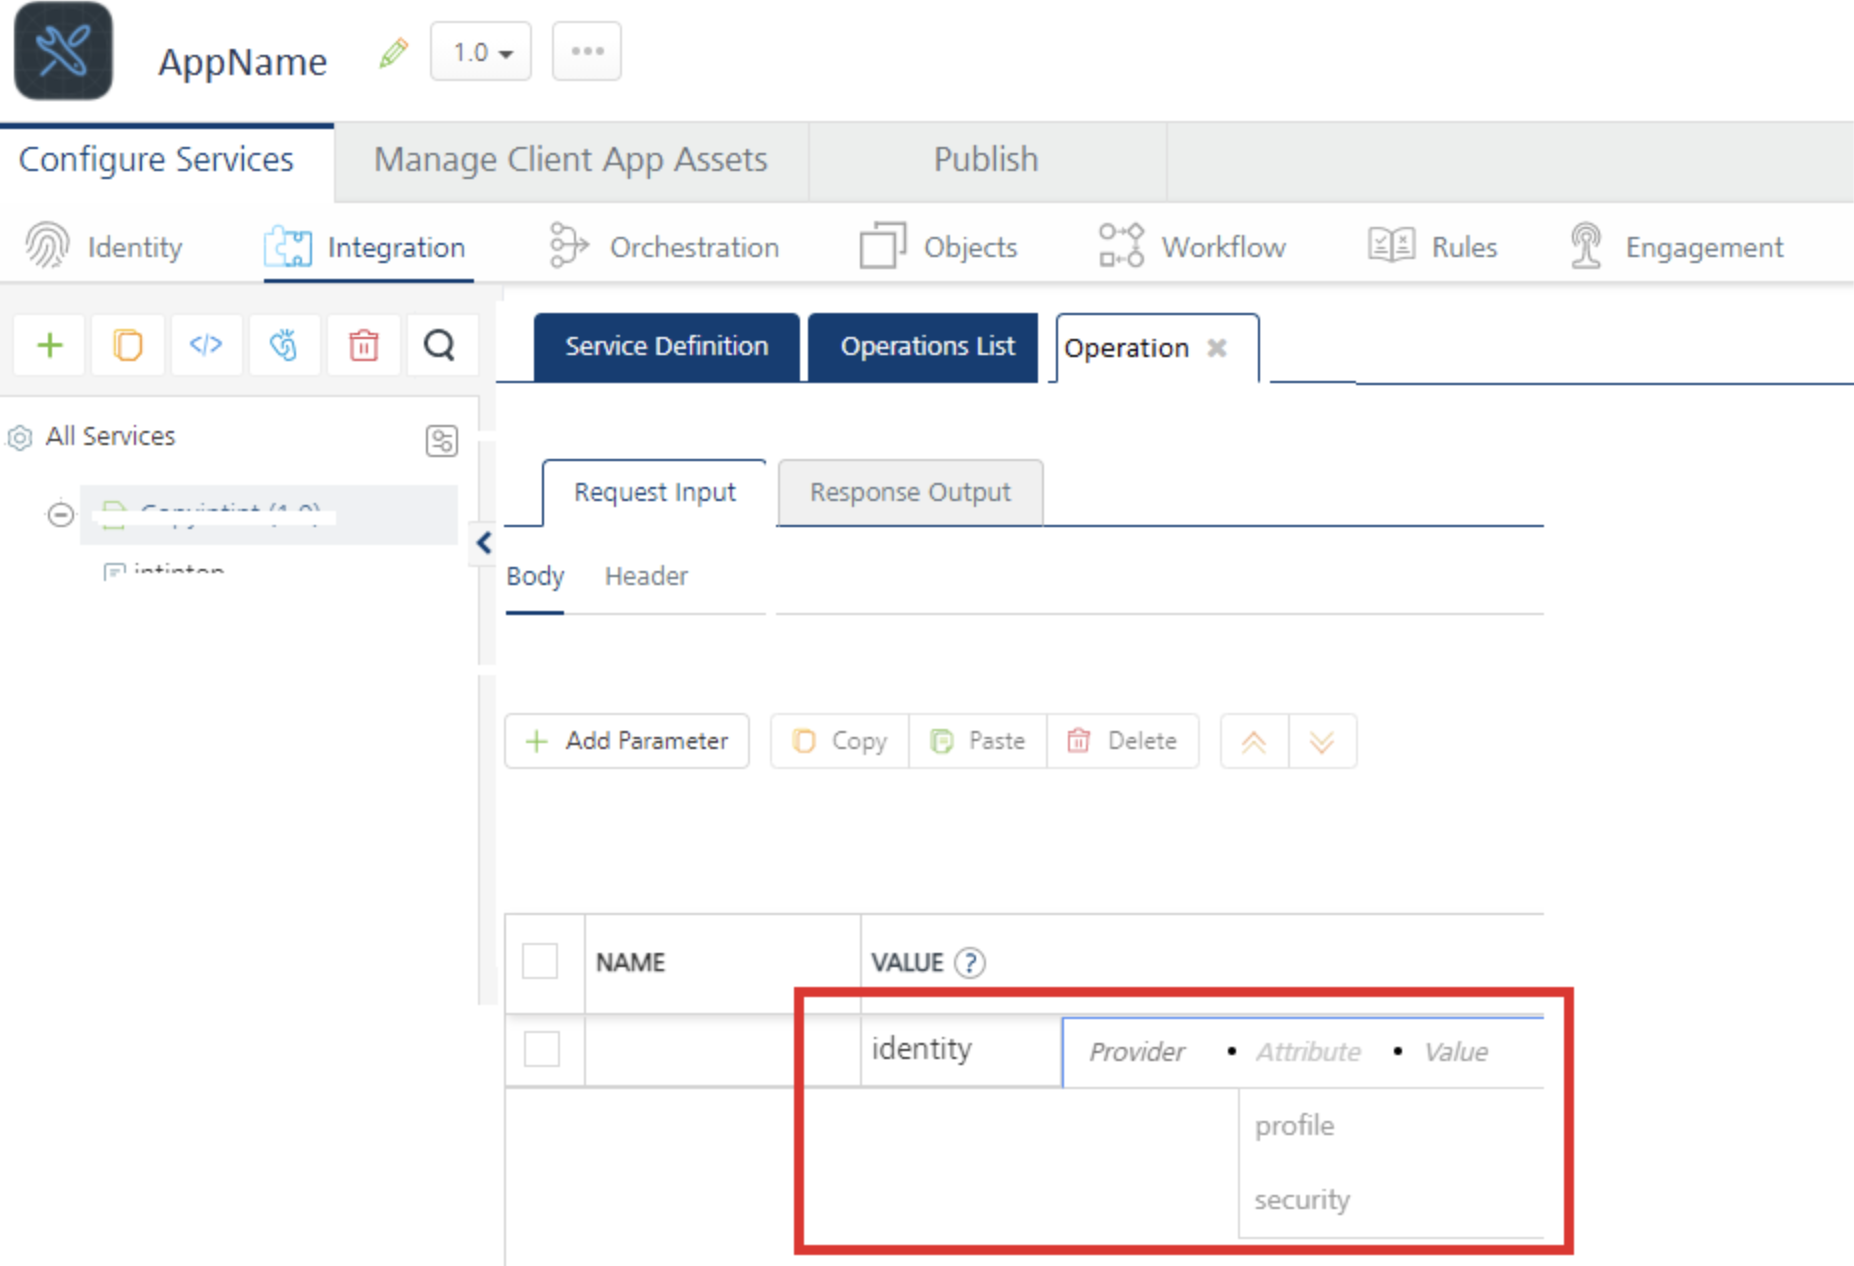 AppName 1.0
Configure Services Manage Client App Assets Publish
Identity Integration Orchestration Objects Workflow Rules Engagement
Service Definition Operations List Operation
All Services
Request Input Response Output
Body Header
Add Parameter Copy Paste Delete
NAME VALUE ?
identity Provider • Attribute • Value
profile
security